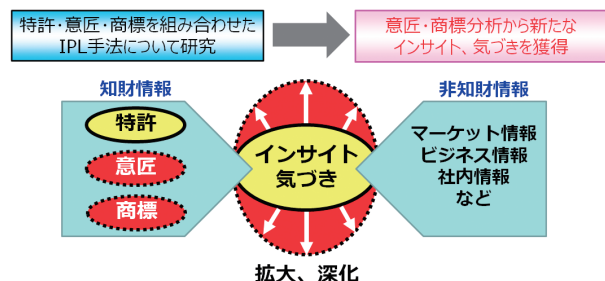 特許・意匠・商標を組み合わせた
IPL手法について研究
意匠・商標分析から新たな
インサイト、気づきを獲得
知財情報
特許
意匠
商標
インサイト
気づき
拡大、深化
非知財情報
マーケット情報
ビジネス情報
社内情報
など